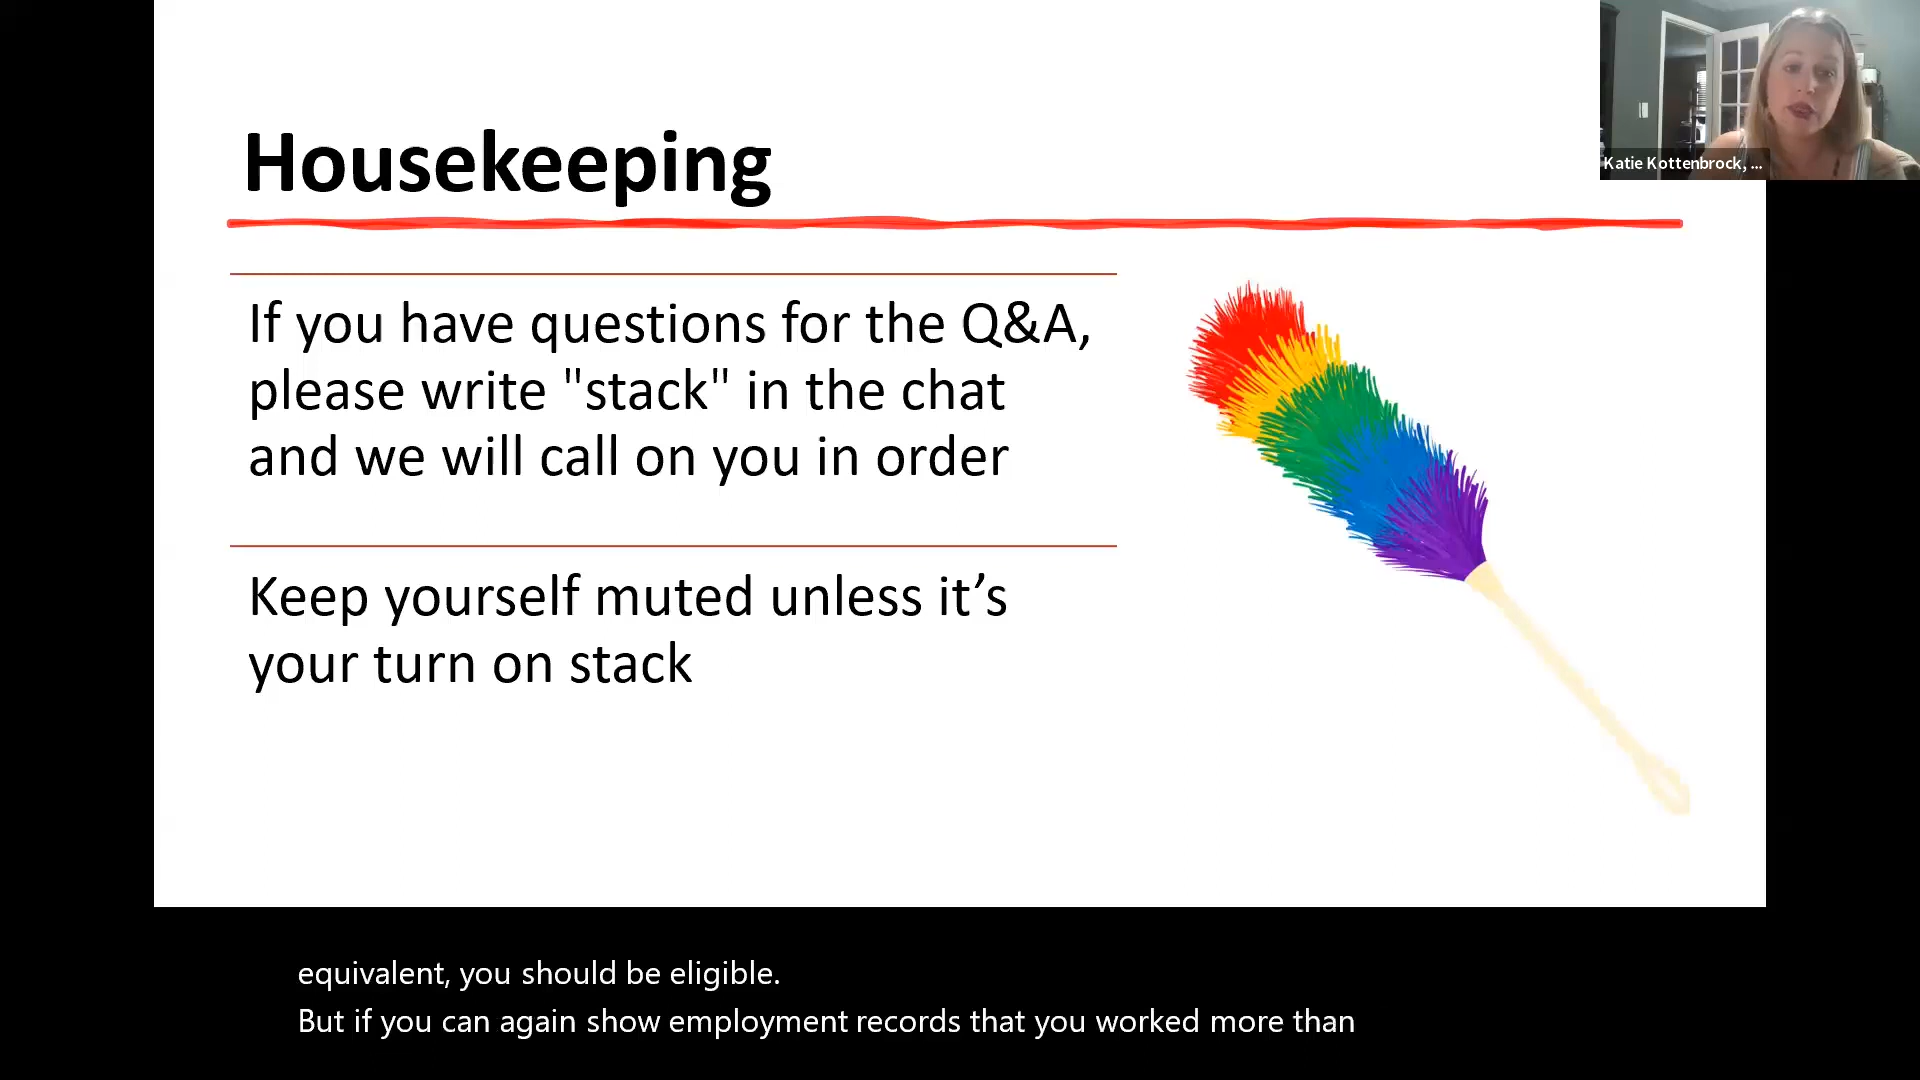 Housekeeping
Katie Kottenbrock, ...
If you have questions for the Q&A,
please write "stack" in the chat
and we will call on you in order
Keep yourself muted unless it’s
your turn on stack
equivalent, you should be eligible.
But if you can again show employment records that you worked more than